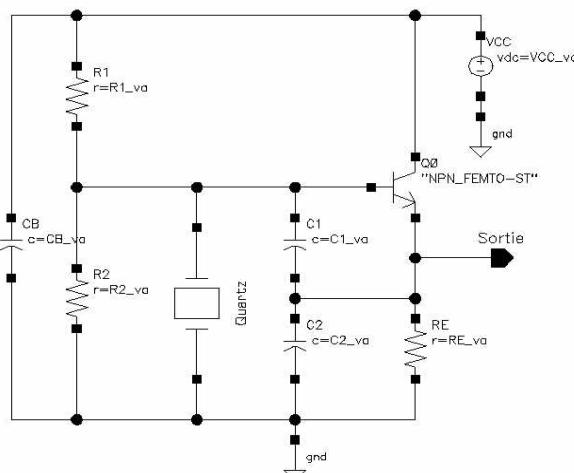 R1
r=R1_va
VCC
vdc=VCC_va
gnd
Q0
"NPN_FEMTO-ST"
CB
c=CB_va
C1
c=C1_va
Sortie
R2
r=R2_va
Quartz
C2
c=C2_va
RE
r=RE_va
gnd